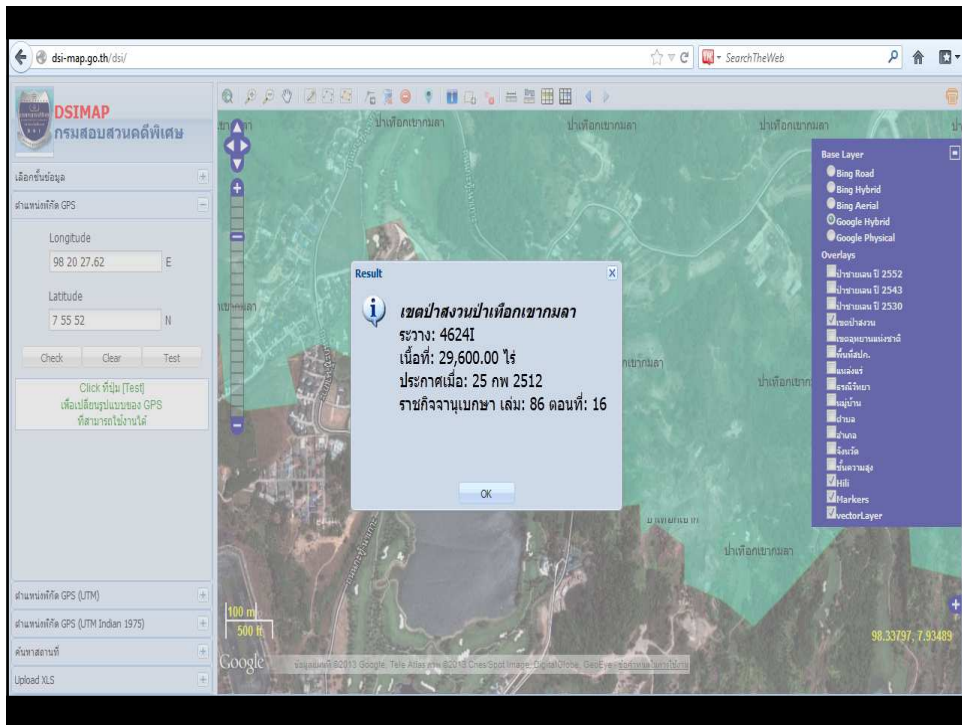 dsi-map.go.th/dsi/
SearchTheWeb
DSIMAP
กรมสอบสวนคดีพิเศษ
เลือกชั้นข้อมูล
ตำแหน่งพิกัด GPS
Longitude
98 20 27.62 E
Latitude
7 55 52 N
Check Clear Test
Click ที่ปุ่ม [Test]
เพื่อเปลี่ยนรูปแบบของ GPS
ที่สามารถใช้งานได้
ตำแหน่งพิกัด GPS (UTM)
ตำแหน่งพิกัด GPS (UTM Indian 1975)
ค้นหาสถานที่
Upload XLS
ป่าเทือกเขากมลา
ป่าเทือกเขากมลา
ป่าเทือกเขากมลา
Result
เขตป่าสงวนป่าเทือกเขากมลา
ระวาง: 4624I
เนื้อที่: 29,600.00 ไร่
ประกาศเมื่อ: 25 กพ 2512
ราชกิจจานุเบกษา เล่ม: 86 ตอนที่: 16
OK
ป่าเทือกเขากมลา
Base Layer
Bing Road
Bing Hybrid
Bing Aerial
Google Hybrid
Google Physical
Overlays
ป่าชายเลน ปี 2552
ป่าชายเลน ปี 2543
ป่าชายเลน ปี 2530
เขตป่าสงวน
เขตอุทยานแห่งชาติ
พื้นที่สปก.
แหล่งแร่
ธรณีวิทยา
หมู่บ้าน
ตำบล
อำเภอ
จังหวัด
ชั้นความสูง
Hili
Markers
vectorLayer
100 m
500 ft
Google
98.33797, 7.93489